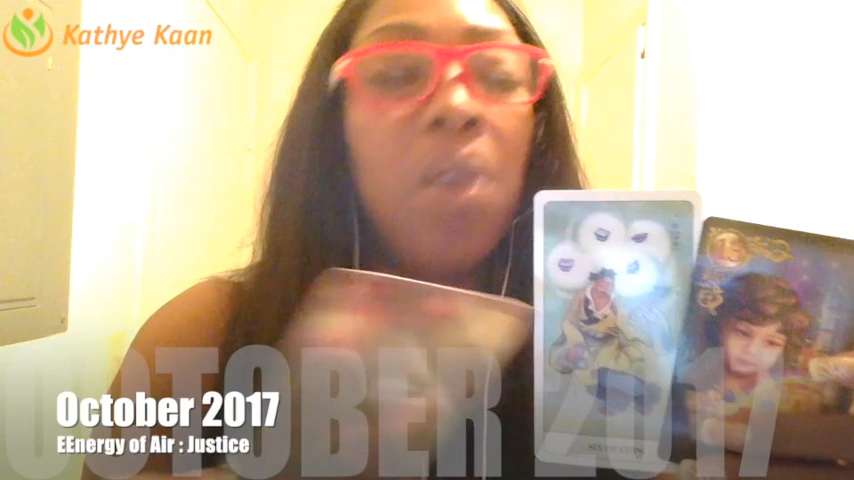 Kathye Kaan
OCTOBER 2017
October 2017
EEnergy of Air : Justice